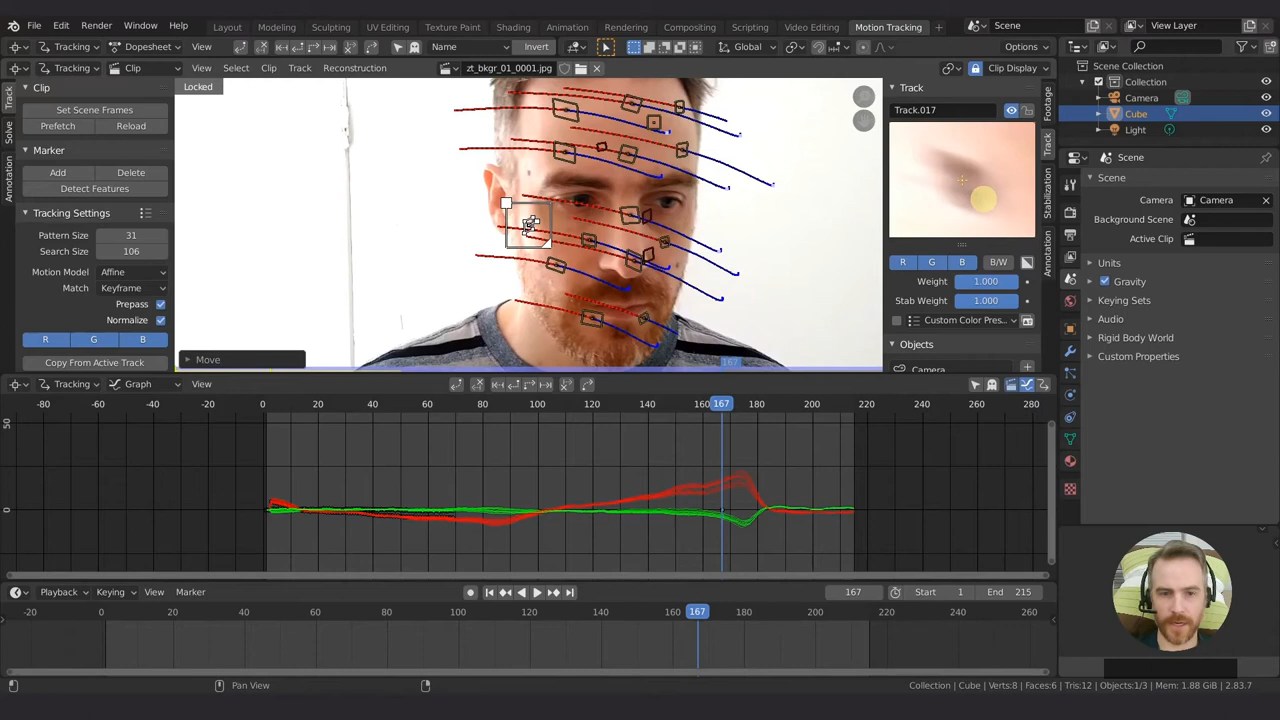 File Edit Render Window Help Layout Modeling Sculpting UV Editing Texture Paint Shading Animation Rendering Compositing Video Editing Motion Tracking + Scene View Layer
Tracking Dopesheet View Name Invert Global Options
Tracking Clip View Select Clip Track Reconstruction zt_bkgr_01_0001.jpg Clip Display
Scene Collection
Collection
Camera
Cube
Light
Track
Solve
Annotation
Clip
Set Scene Frames
Prefetch Reload
Marker
Add Delete
Detect Features
Tracking Settings
Pattern Size 31
Search Size 106
Motion Model Affine
Match Keyframe
Prepass
Normalize
R G B
Copy From Active Track
Locked
Move
167
Track
Track.017
R G B B/W
Weight 1.000
Stab Weight 1.000
Custom Color Pres...
Objects
Camera
Footage
Track
Stabilization
Annotation
Scene
Scene
Camera Camera
Background Scene
Active Clip
Units
Gravity
Keying Sets
Audio
Rigid Body World
Custom Properties
Tracking Graph View
-80 -60 -40 -20 0 20 40 60 80 100 120 140 160 167 180 200 220 240 260 280
50
0
Playback Keying View Marker 167 Start 1 End 215
-20 0 20 40 60 80 100 120 140 167 180 200 220 240 260
Pan View
Collection | Cube | Verts:8 | Faces:6 | Tris:12 | Objects:1/3 | Mem: 1.88 GiB | 2.83.7